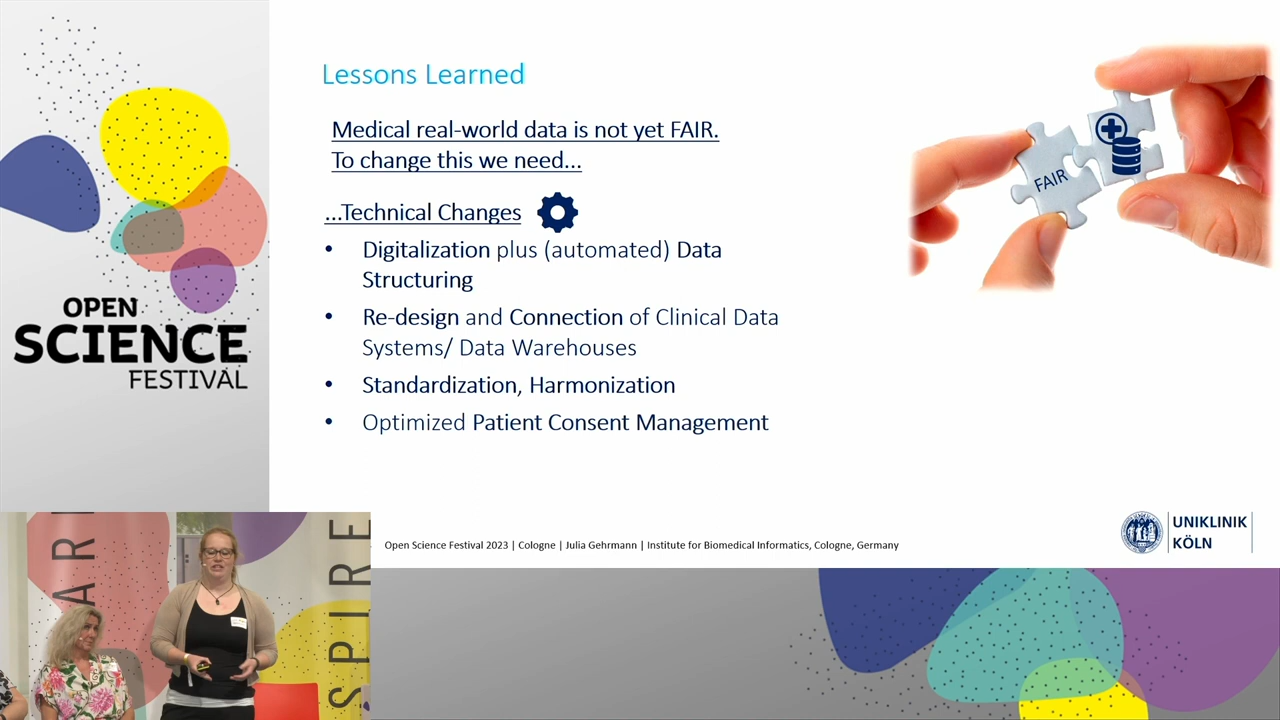 OPEN
SCIENCE
FESTIVAL
Lessons Learned
Medical real-world data is not yet FAIR.
To change this we need...
...Technical Changes
• Digitalization plus (automated) Data
Structuring
• Re-design and Connection of Clinical Data
Systems/ Data Warehouses
• Standardization, Harmonization
• Optimized Patient Consent Management
FAIR
Open Science Festival 2023 | Cologne | Julia Gehrmann | Institute for Biomedical Informatics, Cologne, Germany
UNIKLINIK
KÖLN
ARE
SPIRE